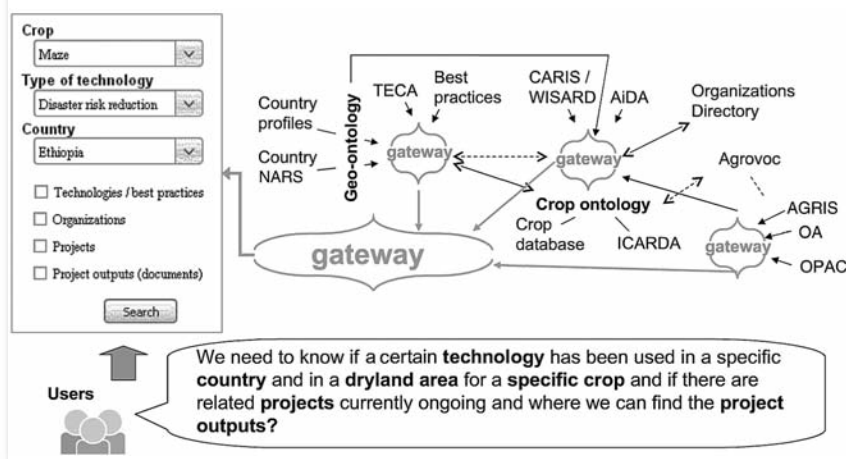 Crop
Maze
Type of technology
Disaster risk reduction
Country
Ethiopia
Technologies / best practices
Organizations
Projects
Project outputs (documents)
Search
Users
Country
profiles
Country
NARS
Geo-ontology
TECA
Best
practices
gateway
CARIS /
WISARD
AiDA
gateway
Organizations
Directory
Crop ontology
Crop
database
ICARDA
Agrovoc
AGRIS
OA
OPAC
gateway
gateway
We need to know if a certain technology has been used in a specific
country and in a dryland area for a specific crop and if there are
related projects currently ongoing and where we can find the project
outputs?